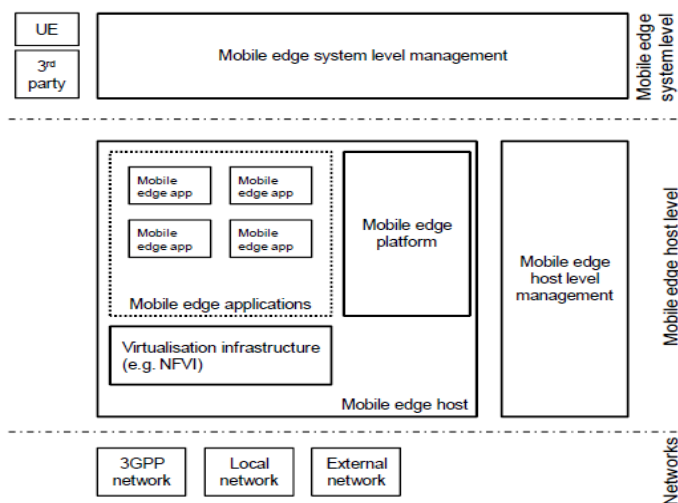 UE
3rd
party
Mobile edge system level management
Mobile edge
system level
Mobile
edge app
Mobile
edge app
Mobile
edge app
Mobile
edge app
Mobile edge applications
Mobile edge
platform
Virtualisation infrastructure
(e.g. NFVI)
Mobile edge host
Mobile edge
host level
management
Mobile edge host level
3GPP
network
Local
network
External
network
Networks